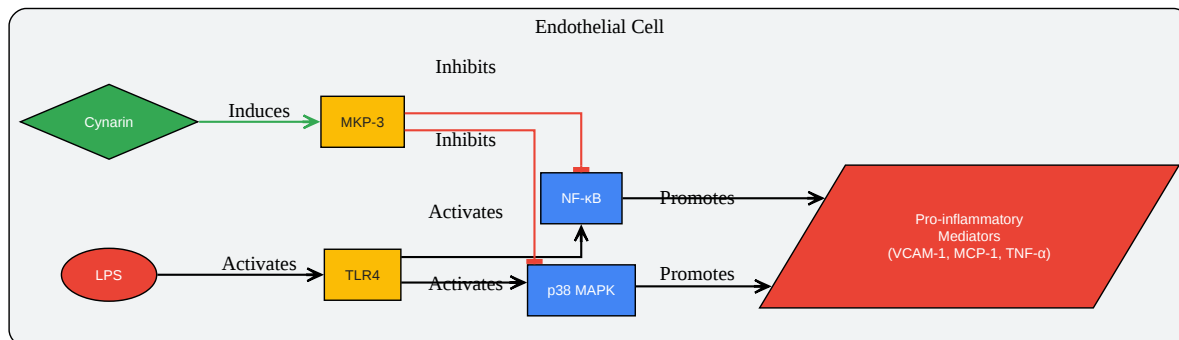 Endothelial Cell
Inhibits
Cynarin
Induces
MKP-3
Inhibits
NF-κB
Promotes
Activates
Pro-inflammatory
Mediators
(VCAM-1, MCP-1, TNF-α)
LPS
Activates
TLR4
Activates
p38 MAPK
Promotes